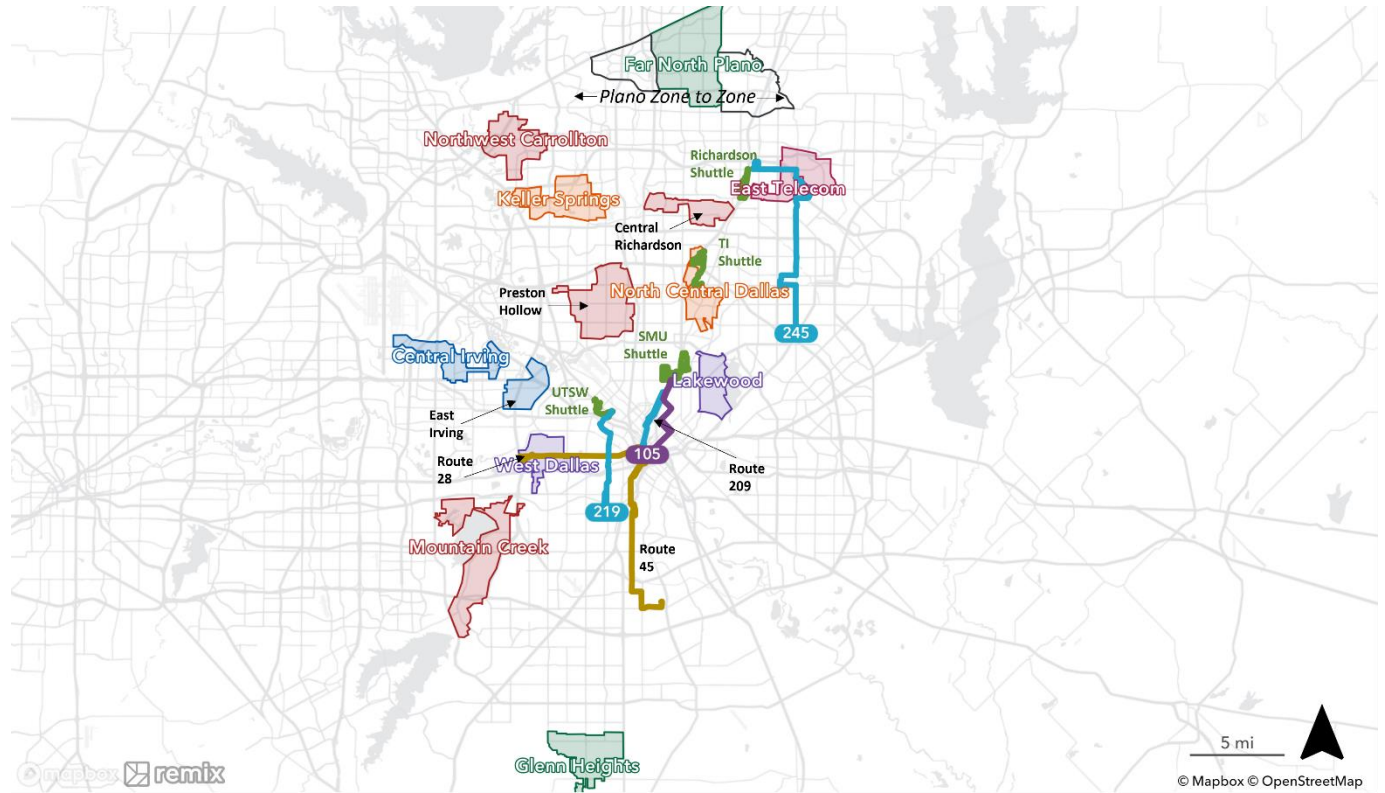 Far North Plano
Plano Zone to Zone
Northwest Carrollton
Richardson
Shuttle
East Telecom
Keller Springs
Central
Richardson
TI
Shuttle
Preston
Hollow
North Central Dallas
245
SMU
Shuttle
Central Irving
Lakewood
UTSW
Shuttle
East
Irving
Route
28
West Dallas
105
Route
209
219
Mountain Creek
Route
45
Glenn Heights
5 mi
mapbox remix
© Mapbox © OpenStreetMap